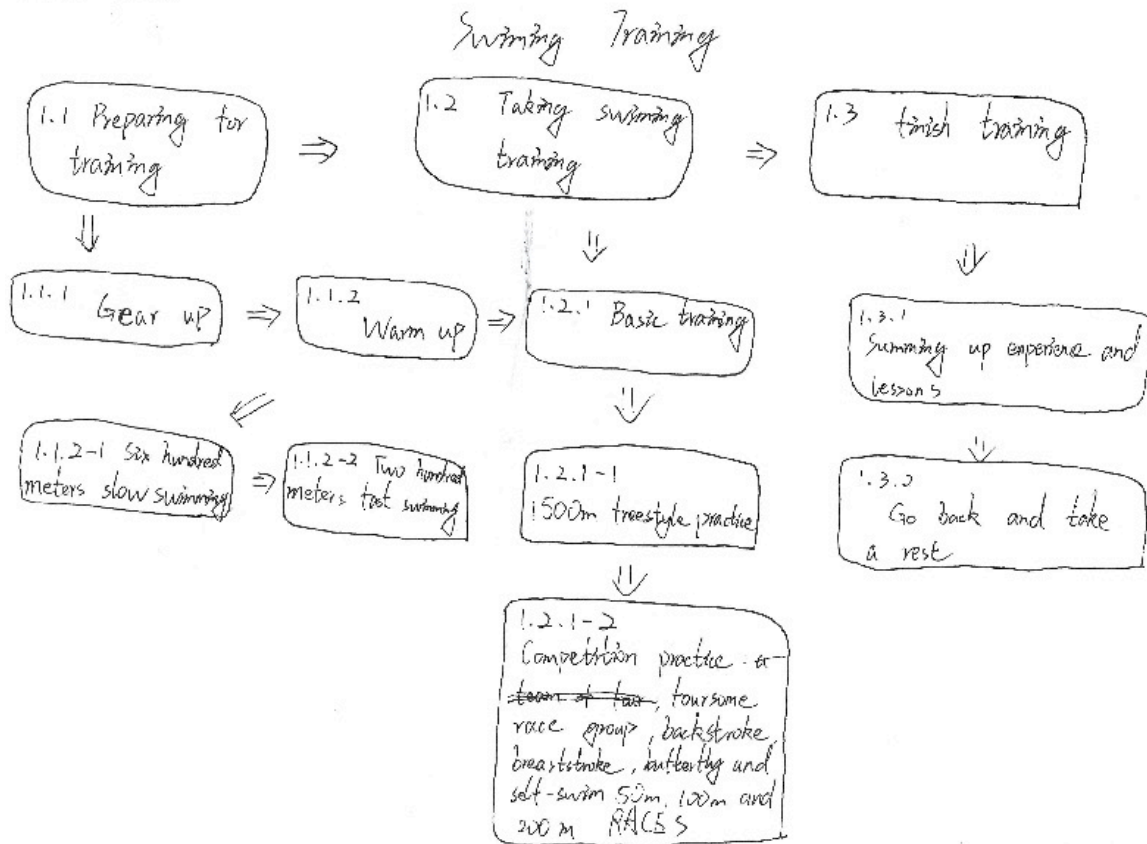 Swiming Training
1.1 Preparing for
training
1.2 Taking swiming
training
1.3 finish training
1.1.1 Gear up
1.1.2
Warm up
1.2.1 Basic training
1.3.1
Summing up experience and
lessons
1.1.2-1 Six hundred
meters slow swimming
1.1.2-2 Two hundred
meters fast swimming
1.2.1-1
1500m freestyle practice
1.3.2
Go back and take
a rest
1.2.1-2
Competition practice
team of four, foursome
race group, backstroke,
breaststroke, butterfly and
self-swim 50m, 100m and
200m RACES